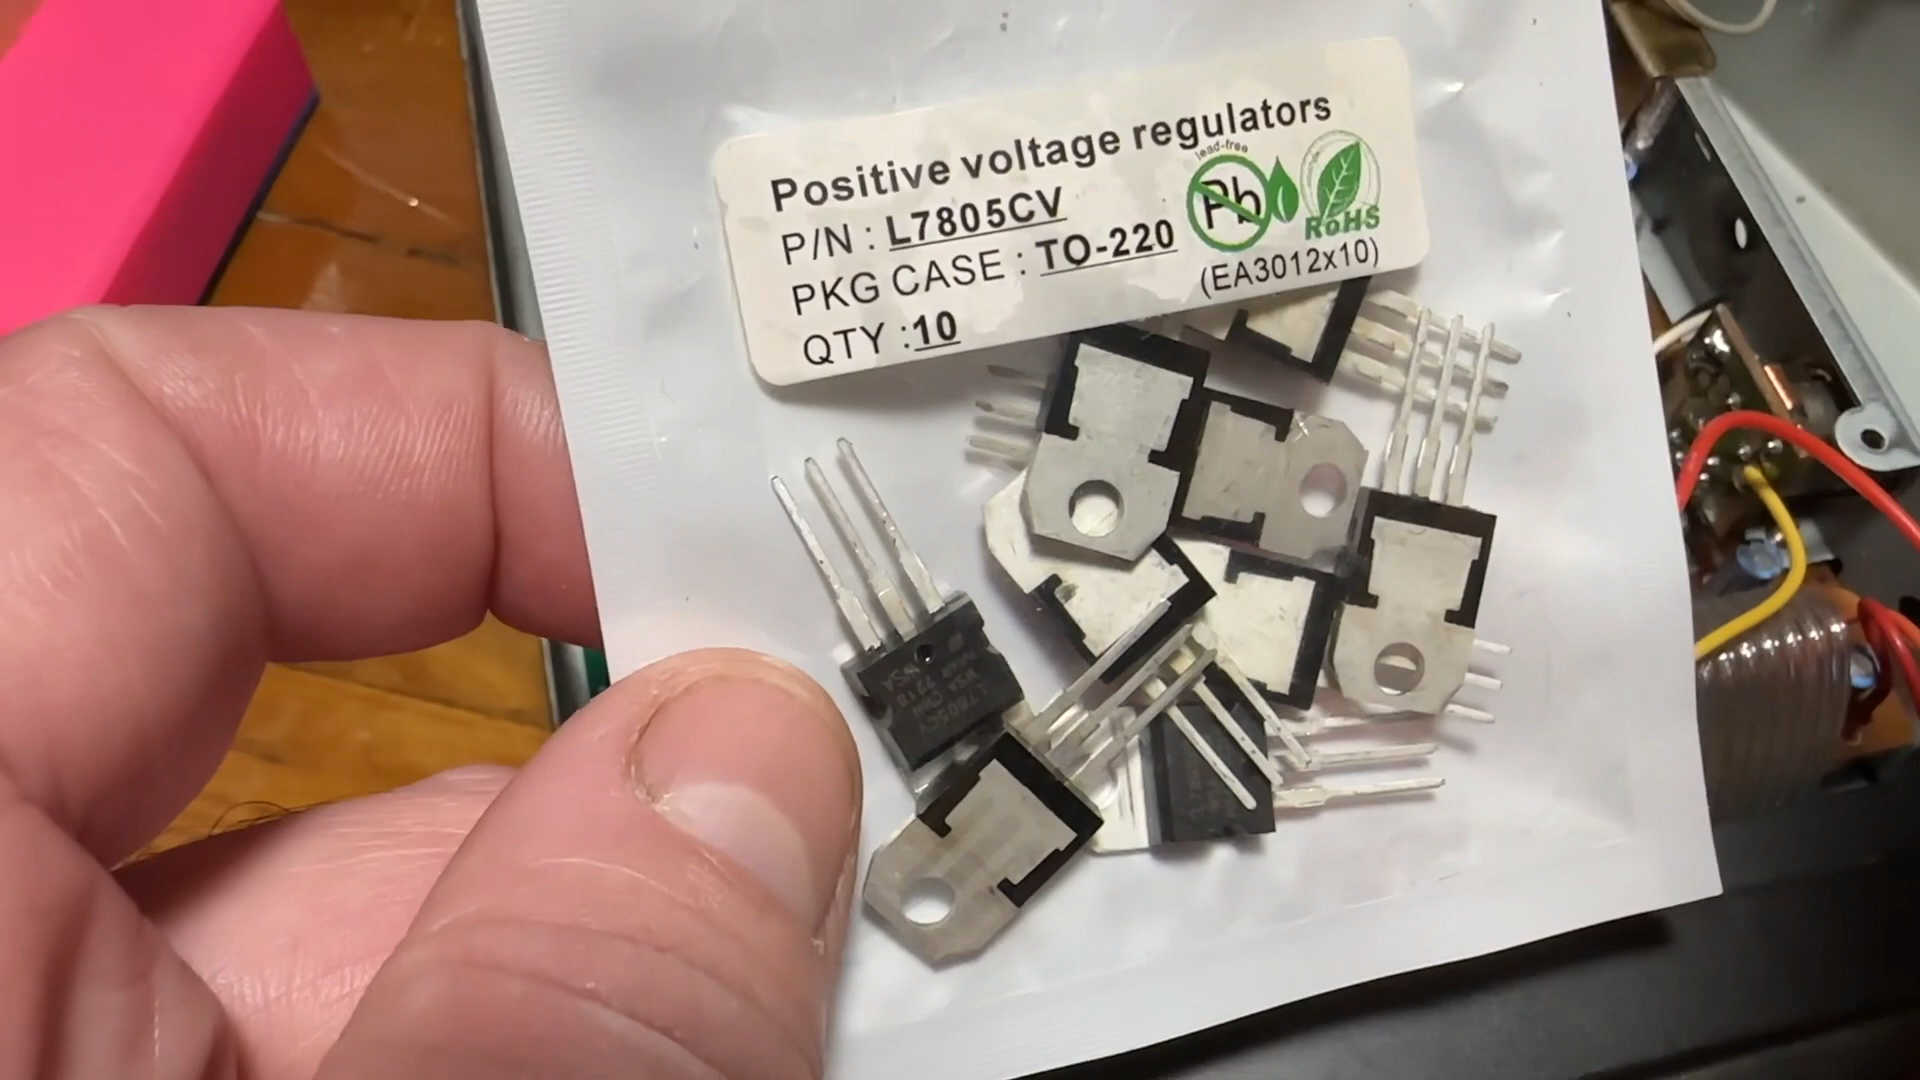 Positive voltage regulators
lead-free
Pb
P/N : L7805CV
RoHS
PKG CASE : TO-220
(EA3012x10)
QTY :10
L7805CV